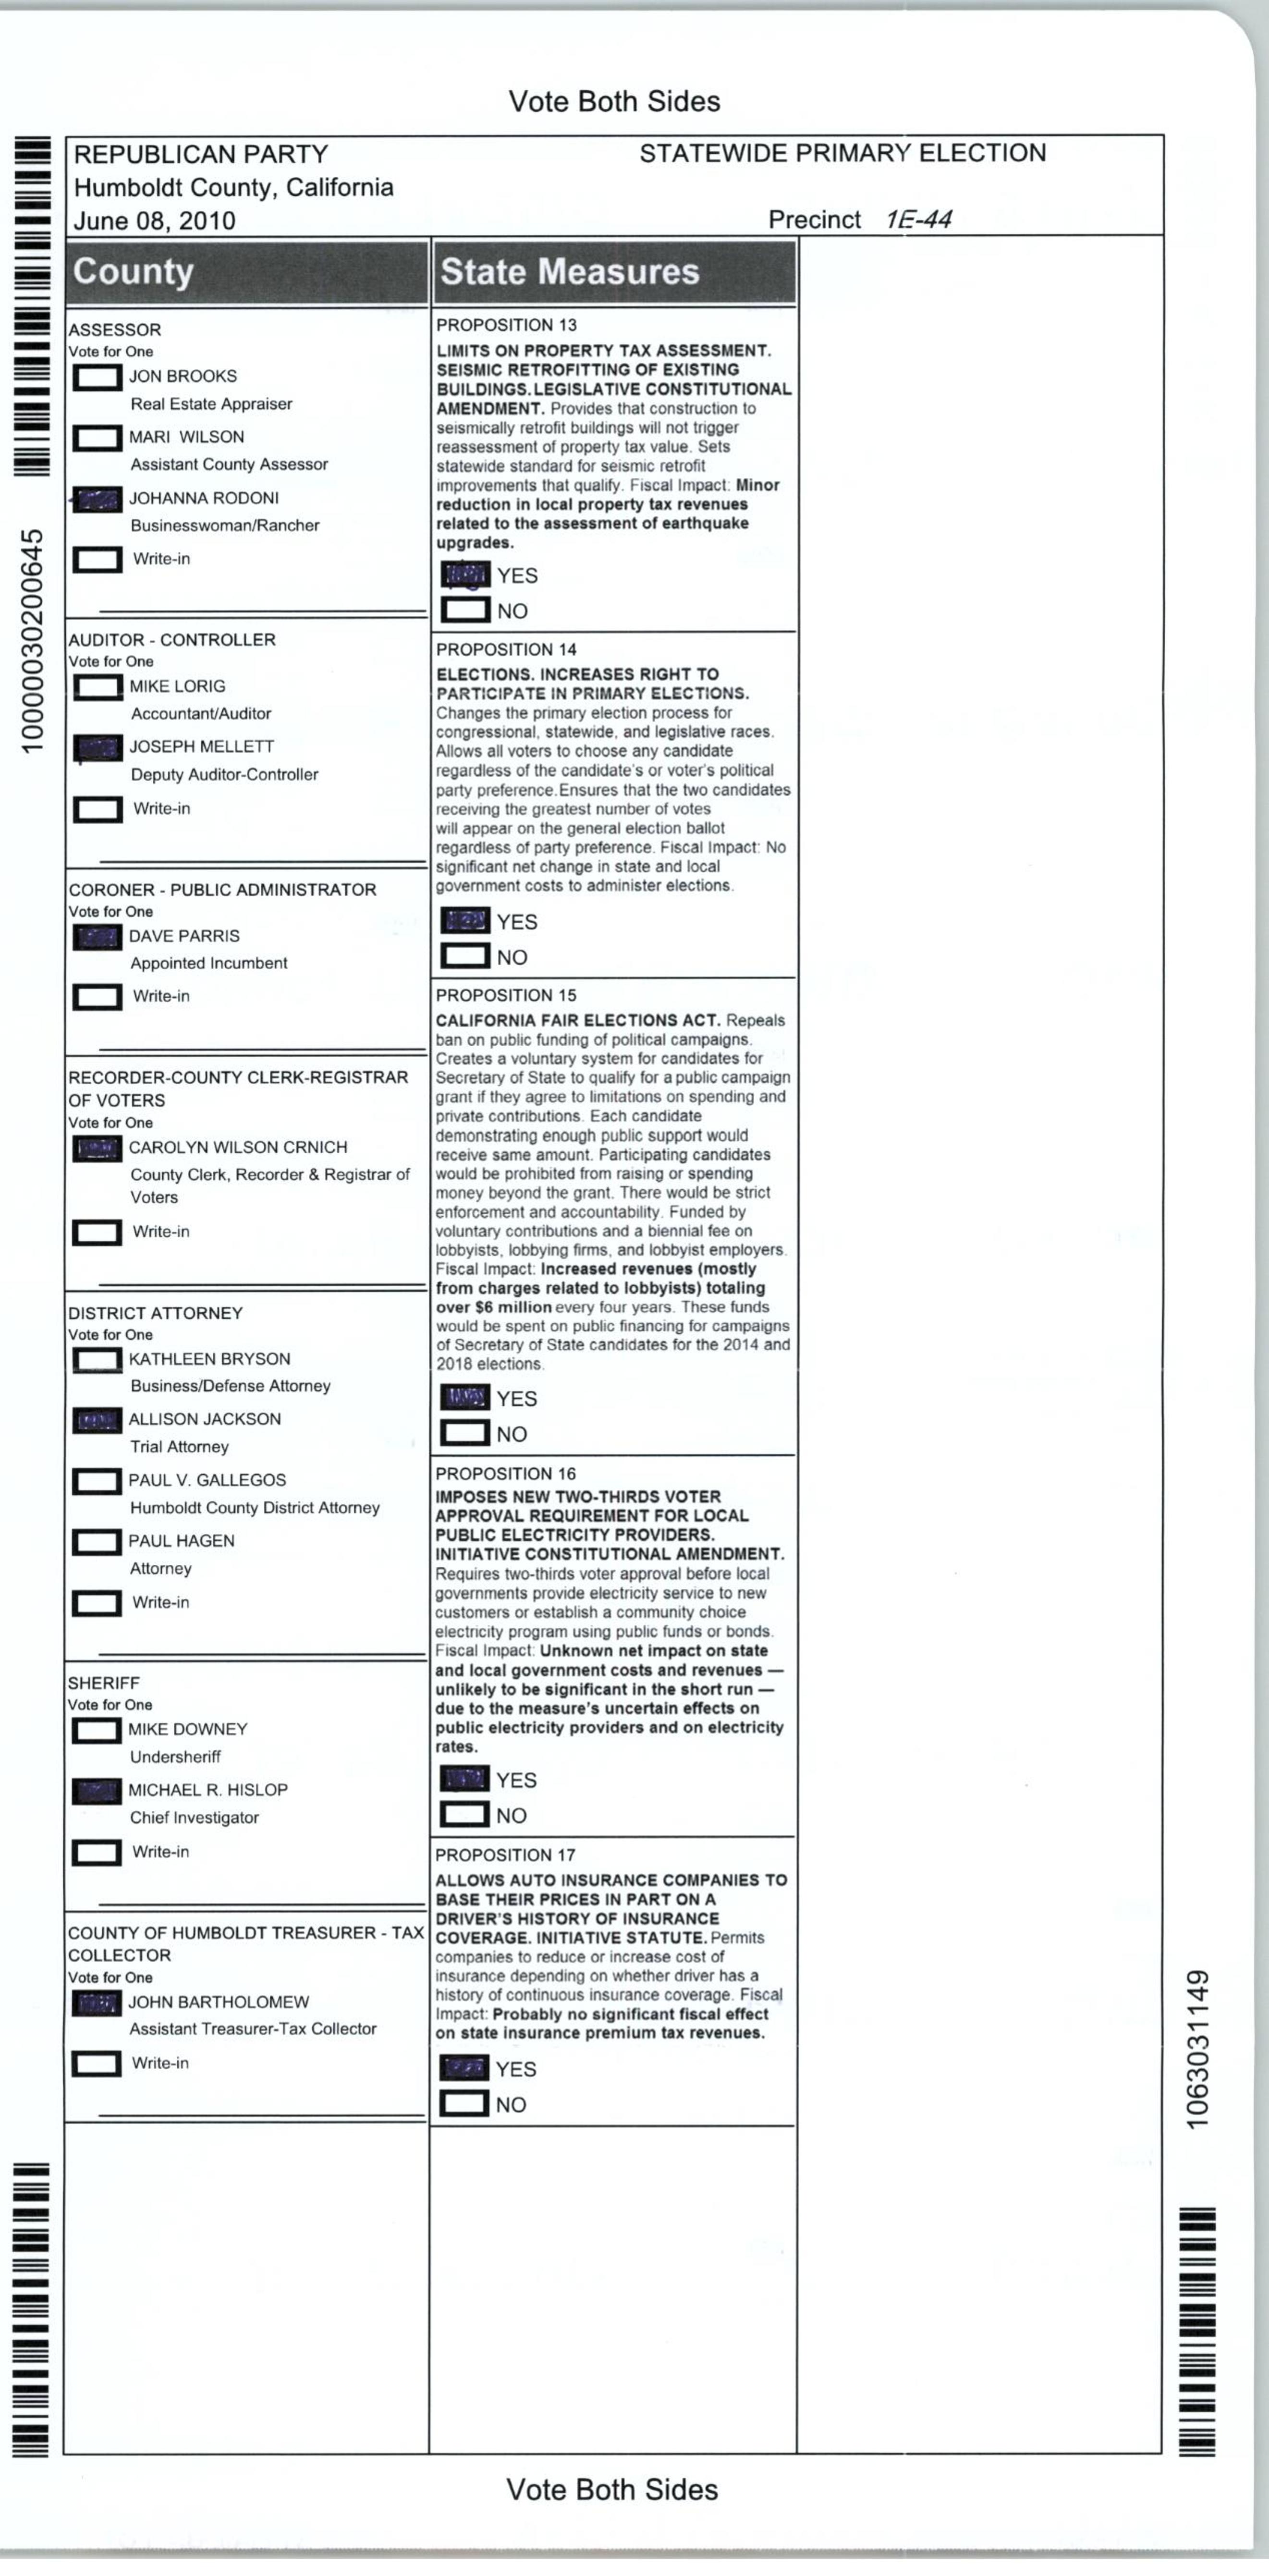 Vote Both Sides
REPUBLICAN PARTY
STATEWIDE PRIMARY ELECTION
Humboldt County, California
June 08, 2010
Precinct 1E-44
1000030200645
County
ASSESSOR
Vote for One
JON BROOKS
Real Estate Appraiser
MARI WILSON
Assistant County Assessor
JOHANNA RODONI
Businesswoman/Rancher
Write-in
AUDITOR - CONTROLLER
Vote for One
MIKE LORIG
Accountant/Auditor
JOSEPH MELLETT
Deputy Auditor-Controller
Write-in
CORONER - PUBLIC ADMINISTRATOR
Vote for One
DAVE PARRIS
Appointed Incumbent
Write-in
RECORDER-COUNTY CLERK-REGISTRAR
OF VOTERS
Vote for One
CAROLYN WILSON CRNICH
County Clerk, Recorder & Registrar of
Voters
Write-in
DISTRICT ATTORNEY
Vote for One
KATHLEEN BRYSON
Business/Defense Attorney
ALLISON JACKSON
Trial Attorney
PAUL V. GALLEGOS
Humboldt County District Attorney
PAUL HAGEN
Attorney
Write-in
SHERIFF
Vote for One
MIKE DOWNEY
Undersheriff
MICHAEL R. HISLOP
Chief Investigator
Write-in
COUNTY OF HUMBOLDT TREASURER - TAX
COLLECTOR
Vote for One
JOHN BARTHOLOMEW
Assistant Treasurer-Tax Collector
Write-in
State Measures
PROPOSITION 13
LIMITS ON PROPERTY TAX ASSESSMENT.
SEISMIC RETROFITTING OF EXISTING
BUILDINGS.LEGISLATIVE CONSTITUTIONAL
AMENDMENT. Provides that construction to
seismically retrofit buildings will not trigger
reassessment of property tax value. Sets
statewide standard for seismic retrofit
improvements that qualify. Fiscal Impact: Minor
reduction in local property tax revenues
related to the assessment of earthquake
upgrades.
YES
NO
PROPOSITION 14
ELECTIONS. INCREASES RIGHT TO
PARTICIPATE IN PRIMARY ELECTIONS.
Changes the primary election process for
congressional, statewide, and legislative races.
Allows all voters to choose any candidate
regardless of the candidate's or voter's political
party preference.Ensures that the two candidates
receiving the greatest number of votes
will appear on the general election ballot
regardless of party preference. Fiscal Impact: No
significant net change in state and local
government costs to administer elections.
YES
NO
PROPOSITION 15
CALIFORNIA FAIR ELECTIONS ACT. Repeals
ban on public funding of political campaigns.
Creates a voluntary system for candidates for
Secretary of State to qualify for a public campaign
grant if they agree to limitations on spending and
private contributions. Each candidate
demonstrating enough public support would
receive same amount. Participating candidates
would be prohibited from raising or spending
money beyond the grant. There would be strict
enforcement and accountability. Funded by
voluntary contributions and a biennial fee on
lobbyists, lobbying firms, and lobbyist employers.
Fiscal Impact: Increased revenues (mostly
from charges related to lobbyists) totaling
over $6 million every four years. These funds
would be spent on public financing for campaigns
of Secretary of State candidates for the 2014 and
2018 elections.
YES
NO
PROPOSITION 16
IMPOSES NEW TWO-THIRDS VOTER
APPROVAL REQUIREMENT FOR LOCAL
PUBLIC ELECTRICITY PROVIDERS.
INITIATIVE CONSTITUTIONAL AMENDMENT.
Requires two-thirds voter approval before local
governments provide electricity service to new
customers or establish a community choice
electricity program using public funds or bonds.
Fiscal Impact: Unknown net impact on state
and local government costs and revenues —
unlikely to be significant in the short run —
due to the measure's uncertain effects on
public electricity providers and on electricity
rates.
YES
NO
PROPOSITION 17
ALLOWS AUTO INSURANCE COMPANIES TO
BASE THEIR PRICES IN PART ON A
DRIVER'S HISTORY OF INSURANCE
COVERAGE. INITIATIVE STATUTE. Permits
companies to reduce or increase cost of
insurance depending on whether driver has a
history of continuous insurance coverage. Fiscal
Impact: Probably no significant fiscal effect
on state insurance premium tax revenues.
YES
NO
1063031149
Vote Both Sides